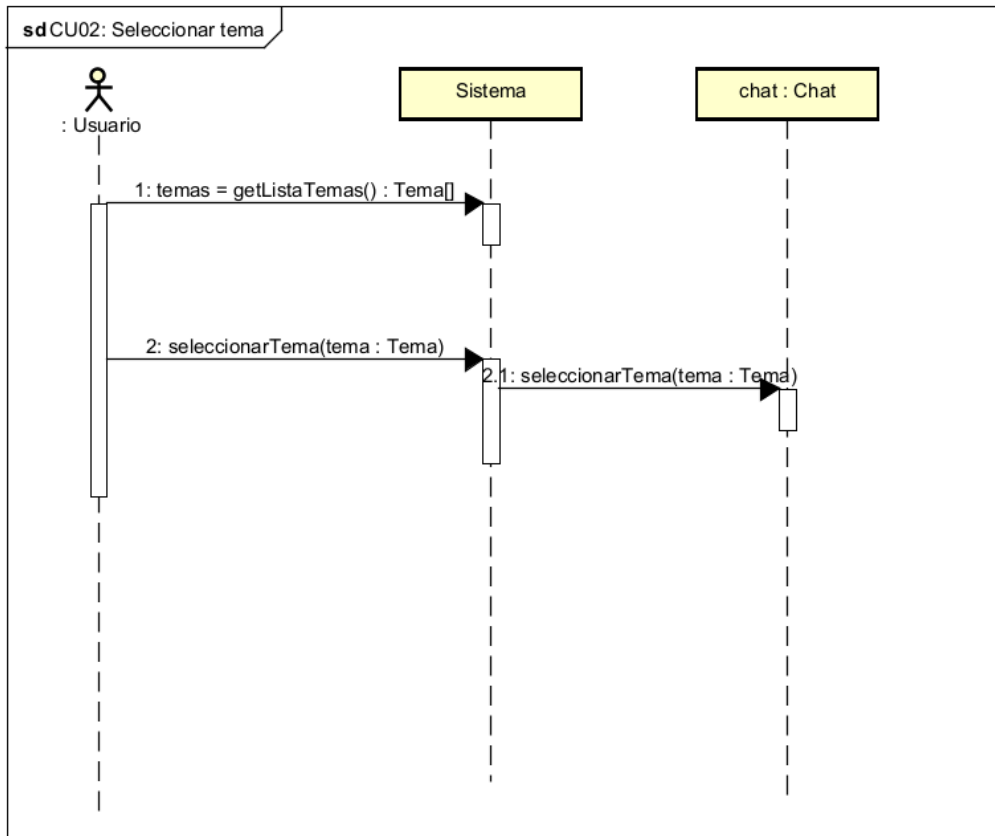 sd CU02: Seleccionar tema
: Usuario
Sistema
chat : Chat
1: temas = getListaTemas() : Tema[]
2: seleccionarTema(tema : Tema)
2.1: seleccionarTema(tema : Tema)